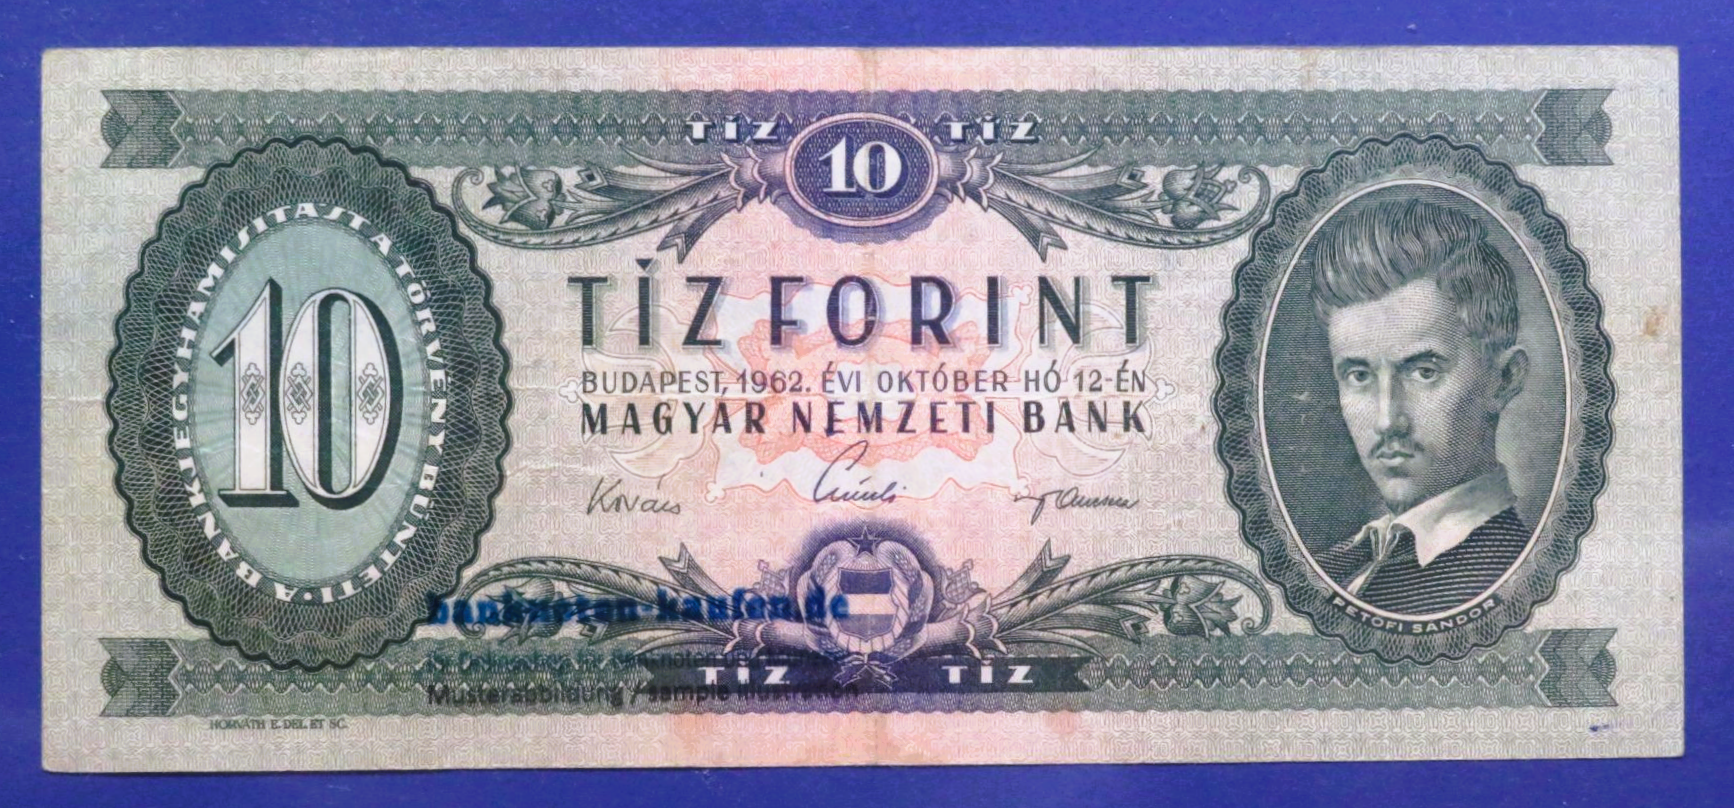 TÍZ 10 TÍZ
A BANKJEGYHAMISITÁST A TÖRVÉNY BÜNTETI.
10
TÍZ FORINT
BUDAPEST, 1962. ÉVI OKTÓBER HÓ 12-ÉN
MAGYAR NEMZETI BANK
Kovács
PETŐFI SÁNDOR
banknoten-kaufen.de
TÍZ TÍZ
Musterabbildung / sample illustration
HORVÁTH E. DEL. ET SC.